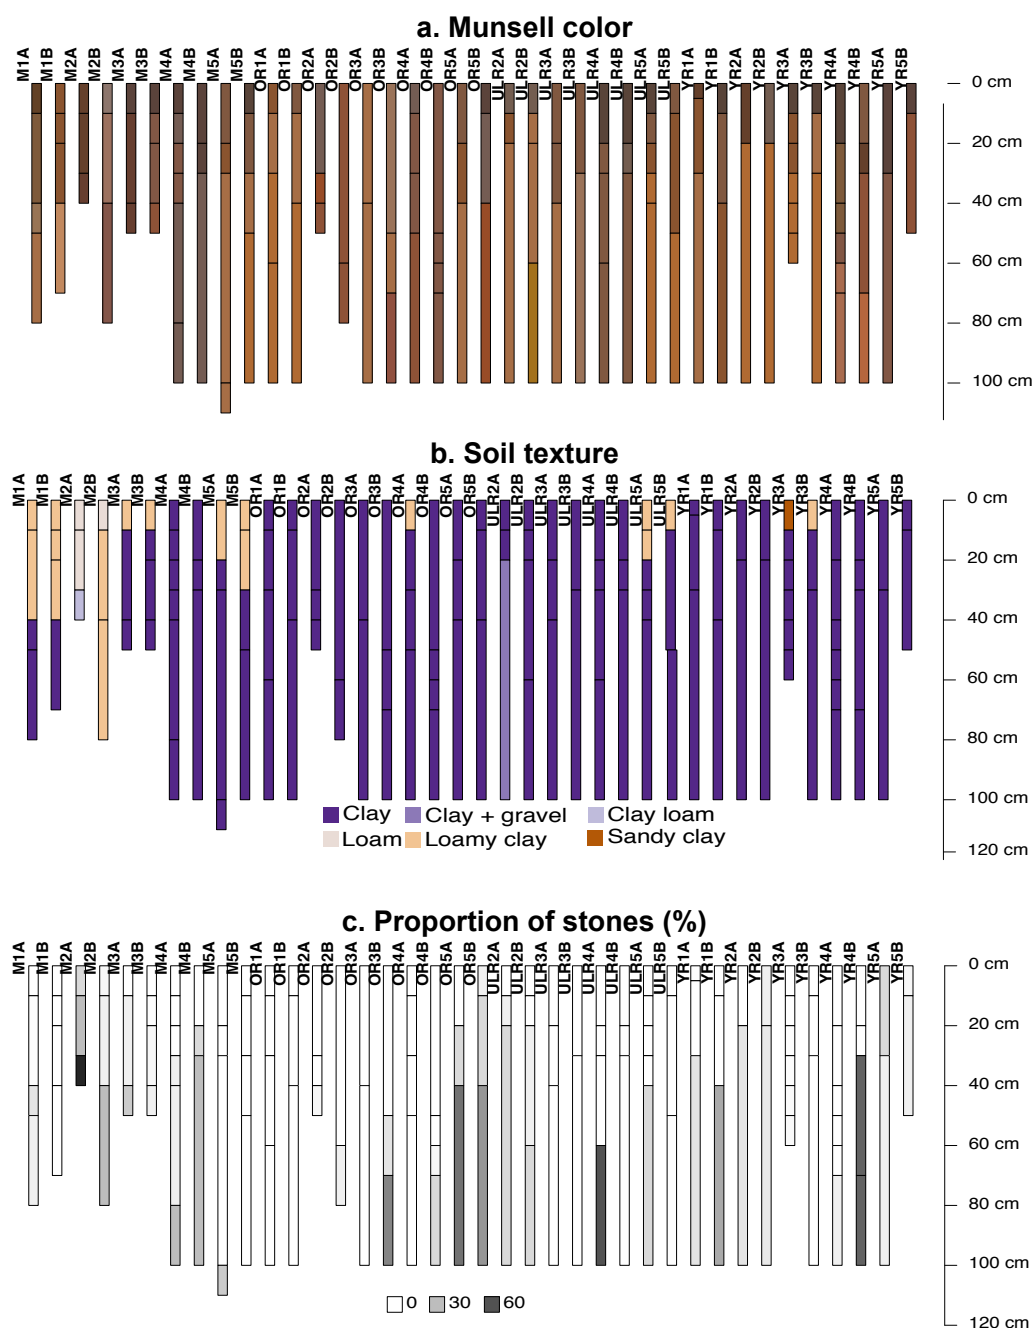 a. Munsell color
M1A M1B M2A M2B M3A M3B M4A M4B M5A M5B OR1A OR1B OR2A OR2B OR3A OR3B OR4A OR4B OR5A OR5B ULR2A ULR2B ULR3A ULR3B ULR4A ULR4B ULR5A ULR5B YR1A YR1B YR2A YR2B YR3A YR3B YR4A YR4B YR5A YR5B
0 cm
20 cm
40 cm
60 cm
80 cm
100 cm
b. Soil texture
M1A M1B M2A M2B M3A M3B M4A M4B M5A M5B OR1A OR1B OR2A OR2B OR3A OR3B OR4A OR4B OR5A OR5B ULR2A ULR2B ULR3A ULR3B ULR4A ULR4B ULR5A ULR5B YR1A YR1B YR2A YR2B YR3A YR3B YR4A YR4B YR5A YR5B
0 cm
20 cm
40 cm
60 cm
80 cm
100 cm
120 cm
Clay Clay + gravel Clay loam
Loam Loamy clay Sandy clay
c. Proportion of stones (%)
M1A M1B M2A M2B M3A M3B M4A M4B M5A M5B OR1A OR1B OR2A OR2B OR3A OR3B OR4A OR4B OR5A OR5B ULR2A ULR2B ULR3A ULR3B ULR4A ULR4B ULR5A ULR5B YR1A YR1B YR2A YR2B YR3A YR3B YR4A YR4B YR5A YR5B
0 cm
20 cm
40 cm
60 cm
80 cm
100 cm
120 cm
0 30 60